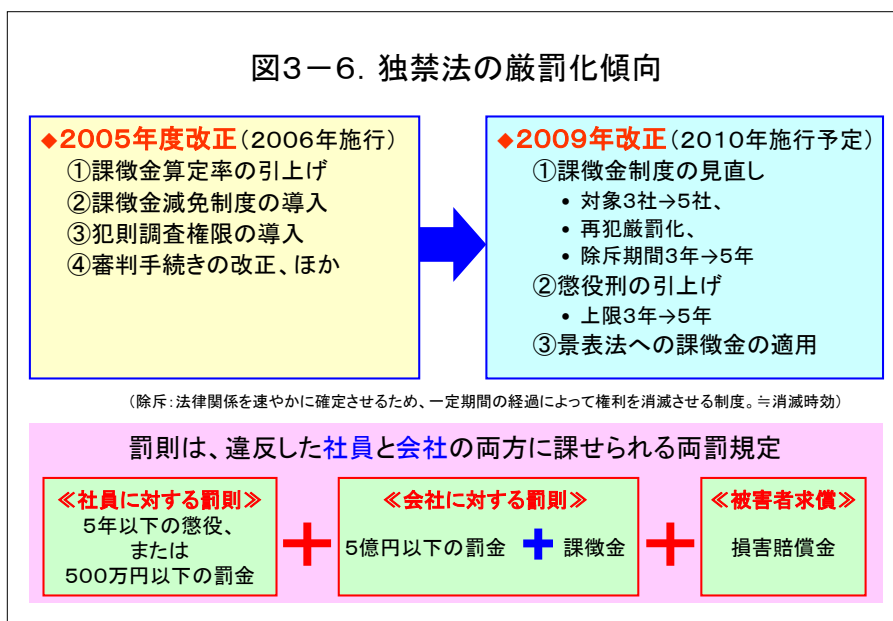 図3－6．独禁法の厳罰化傾向
◆2005年度改正（2006年施行）
①課徴金算定率の引上げ
②課徴金減免制度の導入
③犯則調査権限の導入
④審判手続きの改正、ほか
◆2009年改正（2010年施行予定）
①課徴金制度の見直し
• 対象3社→5社、
• 再犯厳罰化、
• 除斥期間3年→5年
②懲役刑の引上げ
• 上限3年→5年
③景表法への課徴金の適用
（除斥：法律関係を速やかに確定させるため、一定期間の経過によって権利を消滅させる制度。≒消滅時効）
罰則は、違反した社員と会社の両方に課せられる両罰規定
≪社員に対する罰則≫
5年以下の懲役、
または
500万円以下の罰金
＋
≪会社に対する罰則≫
5億円以下の罰金 ＋ 課徴金
＋
≪被害者求償≫
損害賠償金